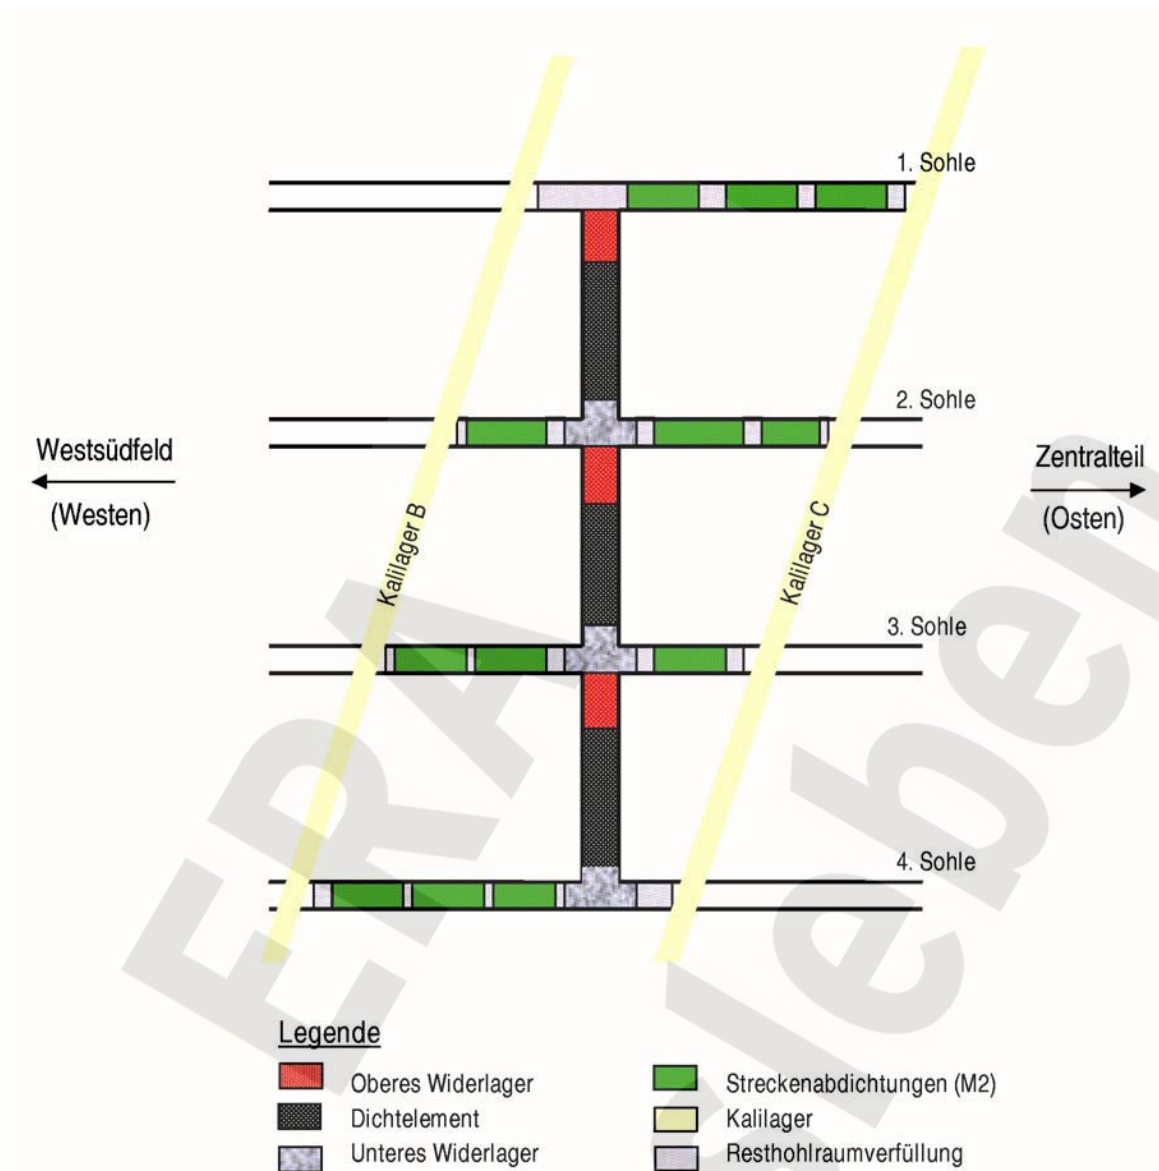 1. Sohle
2. Sohle
Westsüdfeld
(Westen)
Zentralteil
(Osten)
Kalilager B
Kalilager C
3. Sohle
4. Sohle
Legende
Oberes Widerlager
Dichtelement
Unteres Widerlager
Streckenabdichtungen (M2)
Kalilager
Resthohlraumverfüllung
ERA
sleben